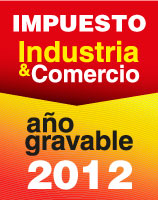 IMPUESTO
Industria
& Comercio
año
gravable
2012